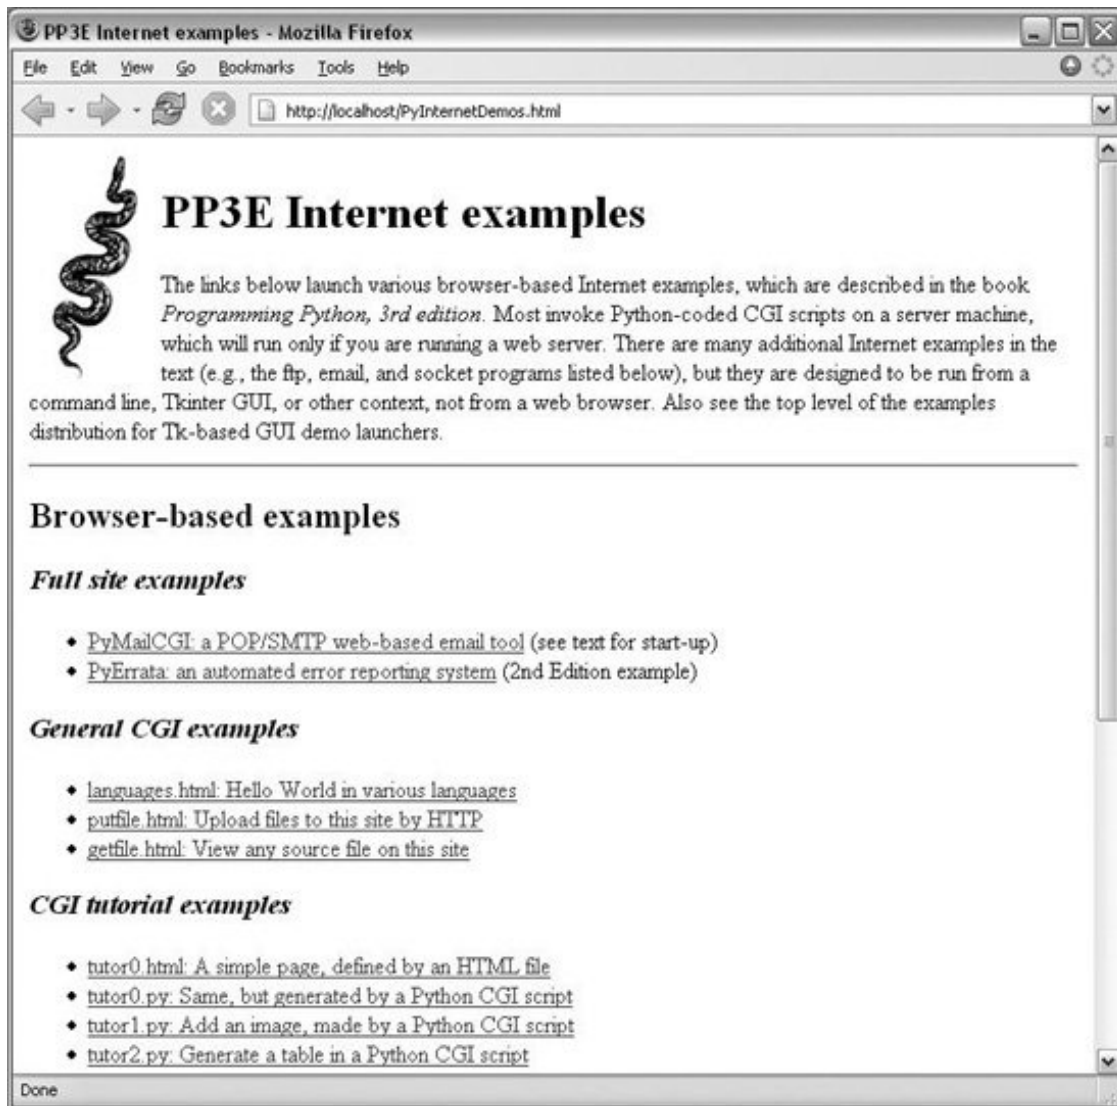 PP3E Internet examples - Mozilla Firefox
File Edit View Go Bookmarks Tools Help
http://localhost/PyInternetDemos.html
PP3E Internet examples
The links below launch various browser-based Internet examples, which are described in the book
Programming Python, 3rd edition. Most invoke Python-coded CGI scripts on a server machine,
which will run only if you are running a web server. There are many additional Internet examples in the
text (e.g., the ftp, email, and socket programs listed below), but they are designed to be run from a
command line, Tkinter GUI, or other context, not from a web browser. Also see the top level of the examples
distribution for Tk-based GUI demo launchers.
Browser-based examples
Full site examples
PyMailCGI: a POP/SMTP web-based email tool (see text for start-up)
PyErrata: an automated error reporting system (2nd Edition example)
General CGI examples
languages.html: Hello World in various languages
putfile.html: Upload files to this site by HTTP
getfile.html: View any source file on this site
CGI tutorial examples
tutor0.html: A simple page, defined by an HTML file
tutor0.py: Same, but generated by a Python CGI script
tutor1.py: Add an image, made by a Python CGI script
tutor2.py: Generate a table in a Python CGI script
Done